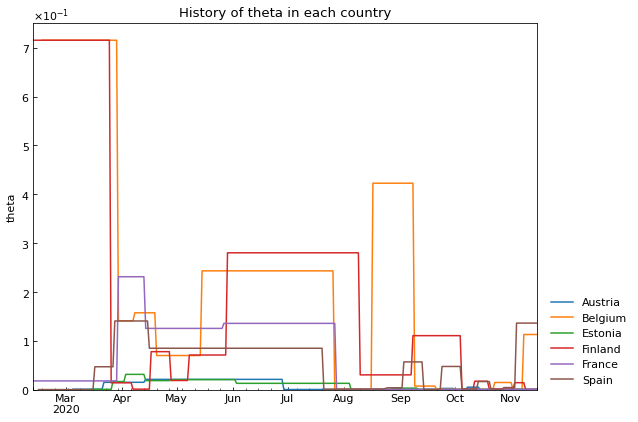 History of theta in each country
×10⁻¹
7
6
5
4
3
2
1
0
theta
Mar Apr May Jun Jul Aug Sep Oct Nov
2020
Austria
Belgium
Estonia
Finland
France
Spain